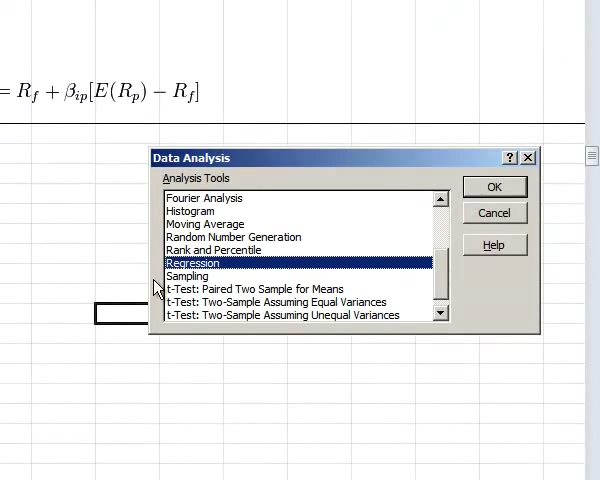 = R_f + β_{ip}[E(R_p) − R_f]
Data Analysis
Analysis Tools
Fourier Analysis
Histogram
Moving Average
Random Number Generation
Rank and Percentile
Regression
Sampling
t-Test: Paired Two Sample for Means
t-Test: Two-Sample Assuming Equal Variances
t-Test: Two-Sample Assuming Unequal Variances
OK
Cancel
Help